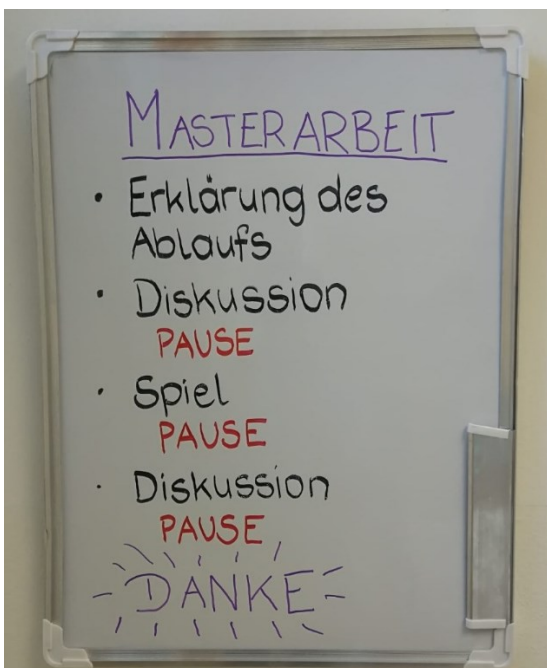 MASTERARBEIT
• Erklärung des
Ablaufs
• Diskussion
PAUSE
• Spiel
PAUSE
• Diskussion
PAUSE
DANKE